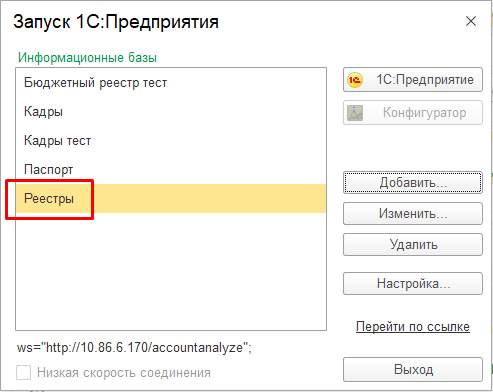 Запуск 1С:Предприятия
Информационные базы
Бюджетный реестр тест
Кадры
Кадры тест
Паспорт
Реестры
1С:Предприятие
Конфигуратор
Добавить...
Изменить...
Удалить
Настройка...
Перейти по ссылке
ws="http://10.86.6.170/accountanalyze";
Низкая скорость соединения
Выход